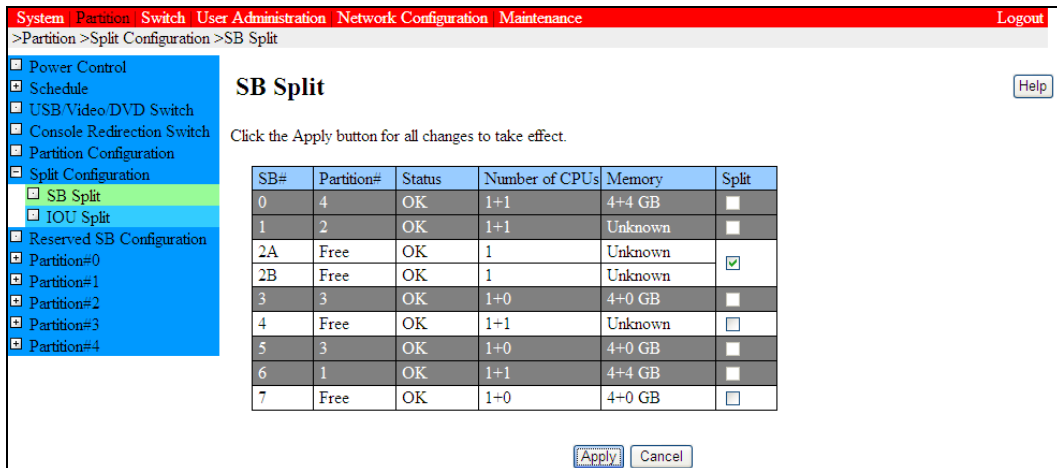 System Partition Switch User Administration Network Configuration Maintenance Logout
>Partition >Split Configuration >SB Split
Power Control
Schedule
USB/Video/DVD Switch
Console Redirection Switch
Partition Configuration
Split Configuration
SB Split
IOU Split
Reserved SB Configuration
Partition#0
Partition#1
Partition#2
Partition#3
Partition#4
SB Split
Help
Click the Apply button for all changes to take effect.
SB# Partition# Status Number of CPUs Memory Split
0 4 OK 1+1 4+4 GB
1 2 OK 1+1 Unknown
2A Free OK 1 Unknown
2B Free OK 1 Unknown
3 3 OK 1+0 4+0 GB
4 Free OK 1+1 Unknown
5 3 OK 1+0 4+0 GB
6 1 OK 1+1 4+4 GB
7 Free OK 1+0 4+0 GB
Apply Cancel